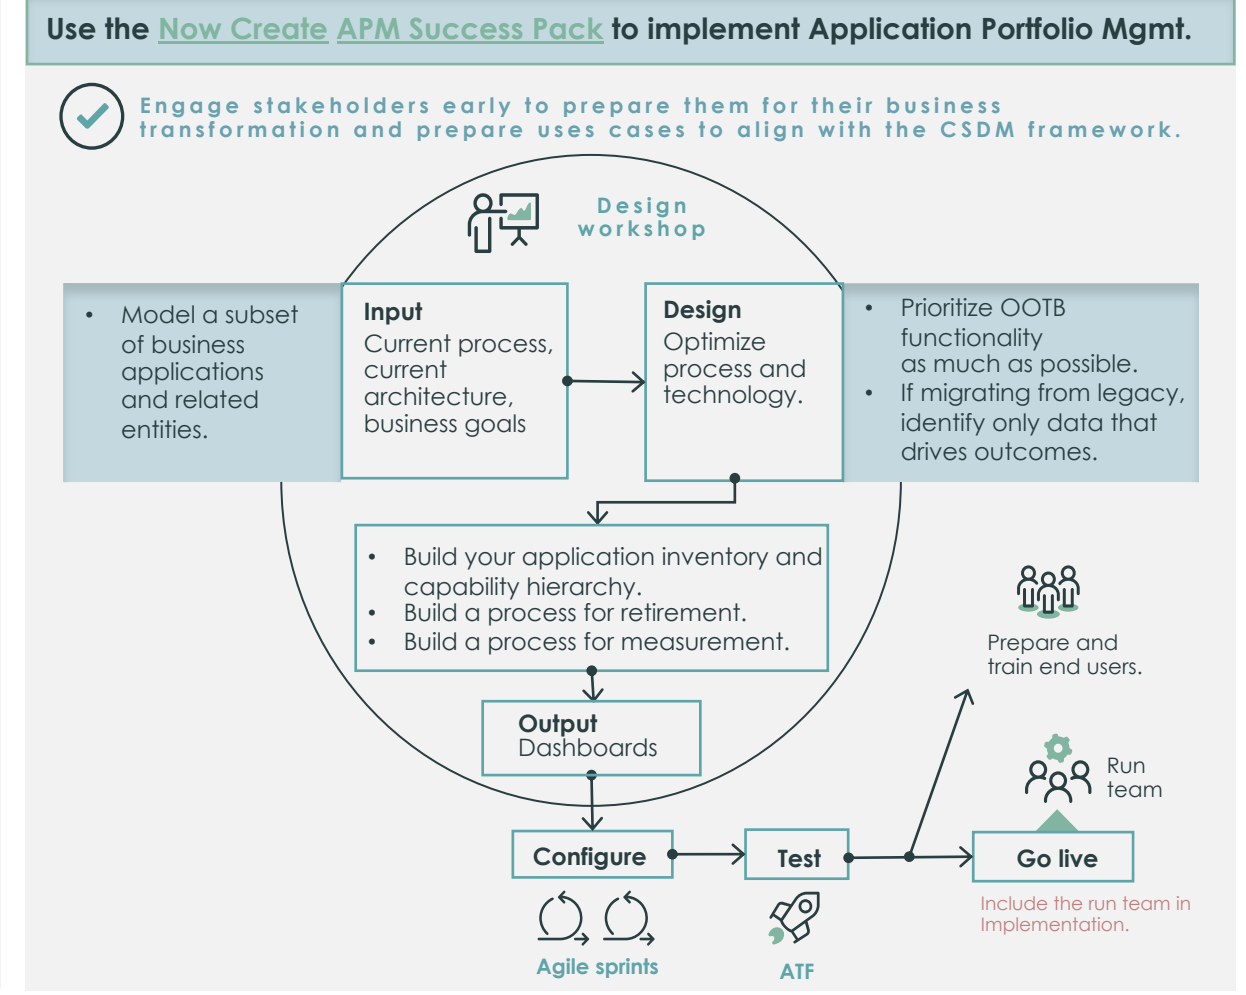 Use the Now Create APM Success Pack to implement Application Portfolio Mgmt.
Engage stakeholders early to prepare them for their business
transformation and prepare uses cases to align with the CSDM framework.
Design
workshop
• Model a subset
of business
applications
and related
entities.
Input
Current process,
current
architecture,
business goals
Design
Optimize
process and
technology.
• Prioritize OOTB
functionality
as much as possible.
• If migrating from legacy,
identify only data that
drives outcomes.
• Build your application inventory and
capability hierarchy.
• Build a process for retirement.
• Build a process for measurement.
Output
Dashboards
Prepare and
train end users.
Run
team
Configure
Test
Go live
Include the run team in
Implementation.
Agile sprints
ATF